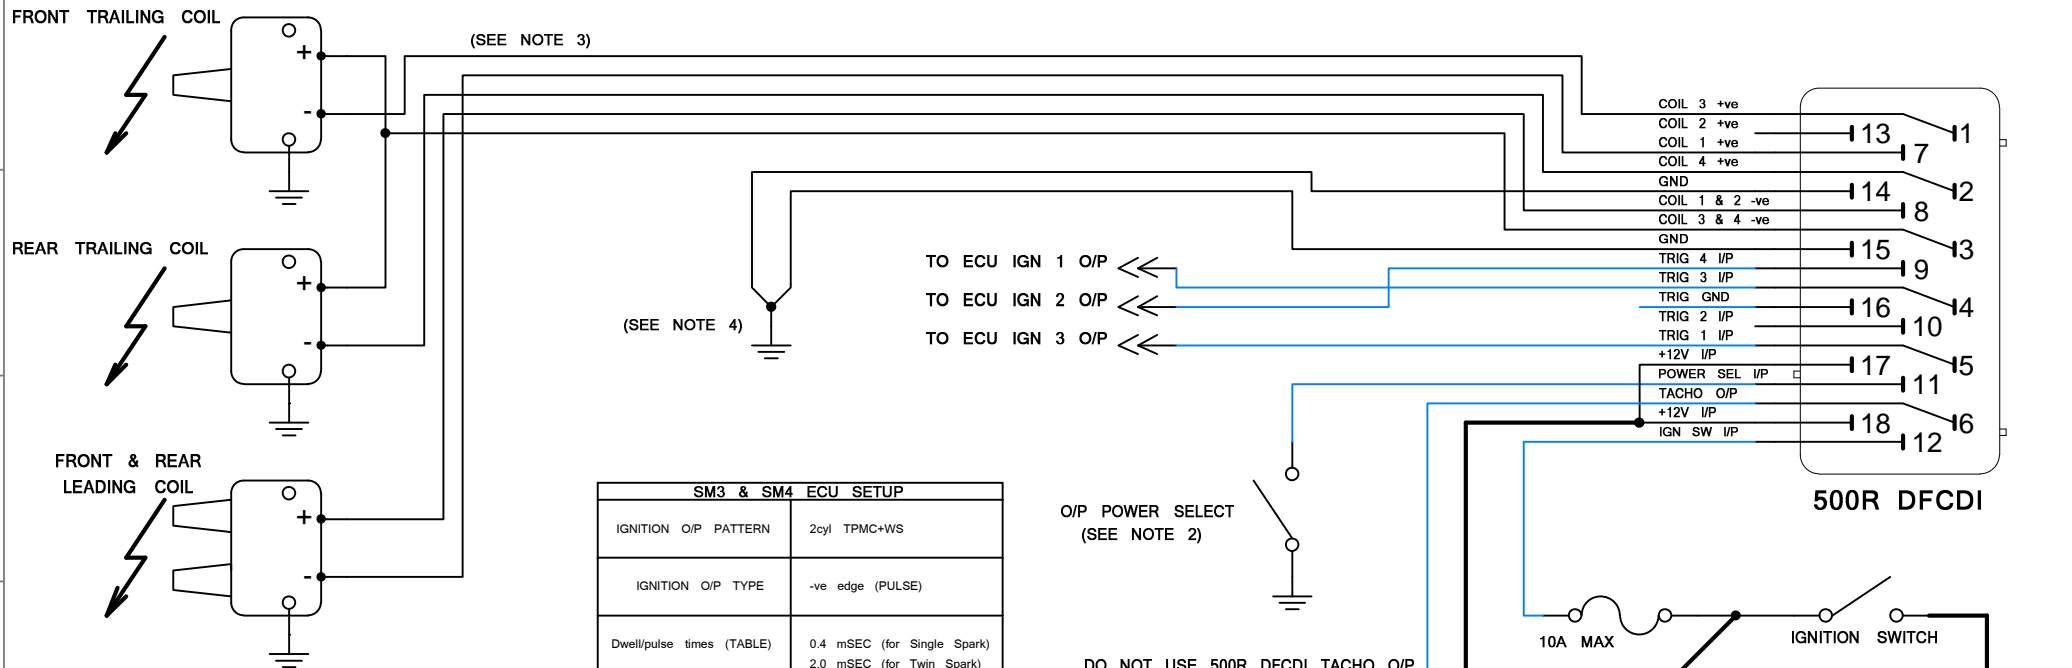 FRONT TRAILING COIL
+
-
(SEE NOTE 3)
REAR TRAILING COIL
+
-
FRONT & REAR
LEADING COIL
+
-
(SEE NOTE 4)
TO ECU IGN 1 O/P
TO ECU IGN 2 O/P
TO ECU IGN 3 O/P
COIL 3 +ve
COIL 2 +ve
COIL 1 +ve
COIL 4 +ve
GND
COIL 1 & 2 -ve
COIL 3 & 4 -ve
GND
TRIG 4 I/P
TRIG 3 I/P
TRIG GND
TRIG 2 I/P
TRIG 1 I/P
+12V I/P
POWER SEL I/P
TACHO O/P
+12V I/P
IGN SW I/P
13 1
7
14 2
8
15 3
9
16 4
10
17 5
11
18 6
12
500R DFCDI
SM3 & SM4 ECU SETUP
IGNITION O/P PATTERN 2cyl TPMC+WS
IGNITION O/P TYPE -ve edge (PULSE)
Dwell/pulse times (TABLE) 0.4 mSEC (for Single Spark)
2.0 mSEC (for Twin Spark)
O/P POWER SELECT
(SEE NOTE 2)
10A MAX
IGNITION SWITCH
DO NOT USE 500R DFCDI TACHO O/P